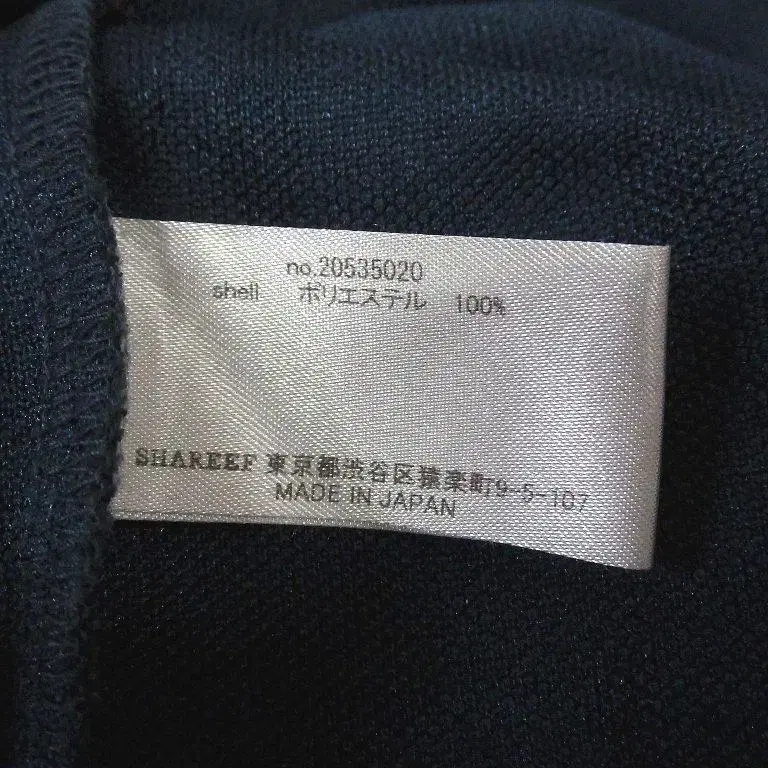 no.20535020
shell ポリエステル 100%
SHAREEF 東京都渋谷区猿楽町9-5-107
MADE IN JAPAN